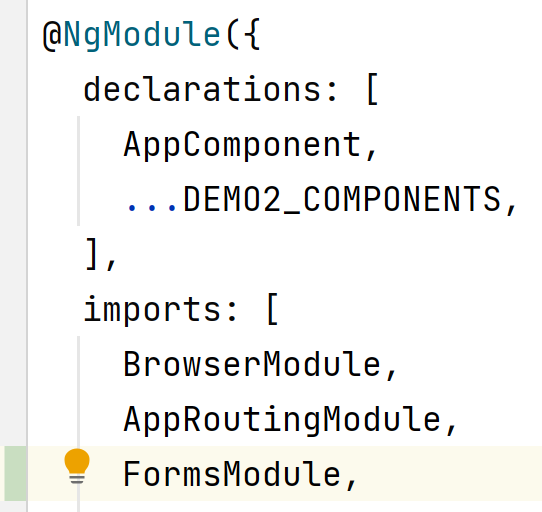 @NgModule({
declarations: [
AppComponent,
...DEMO2_COMPONENTS,
],
imports: [
BrowserModule,
AppRoutingModule,
FormsModule,